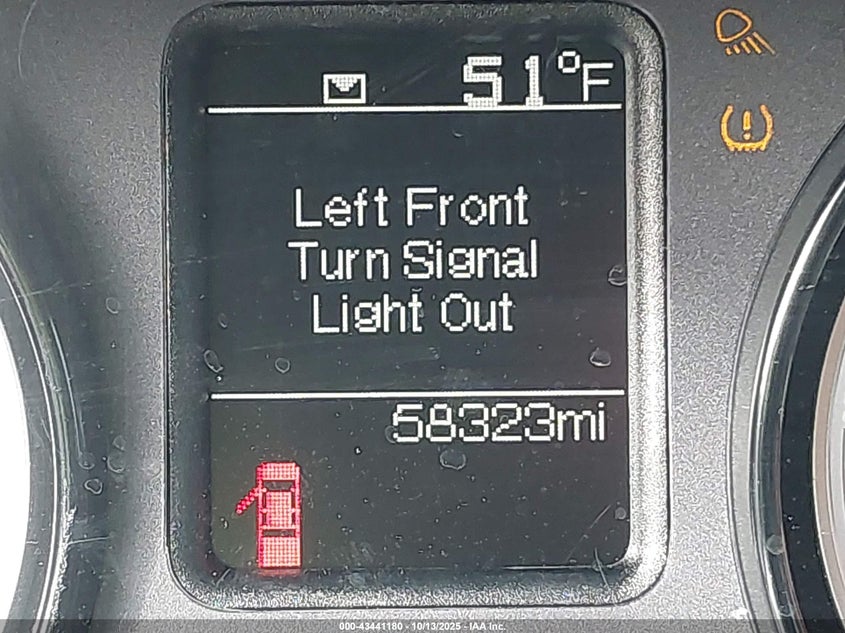 51°F
Left Front
Turn Signal
Light Out
58323mi
000-43441180 - 10/13/2025 - IAA Inc.